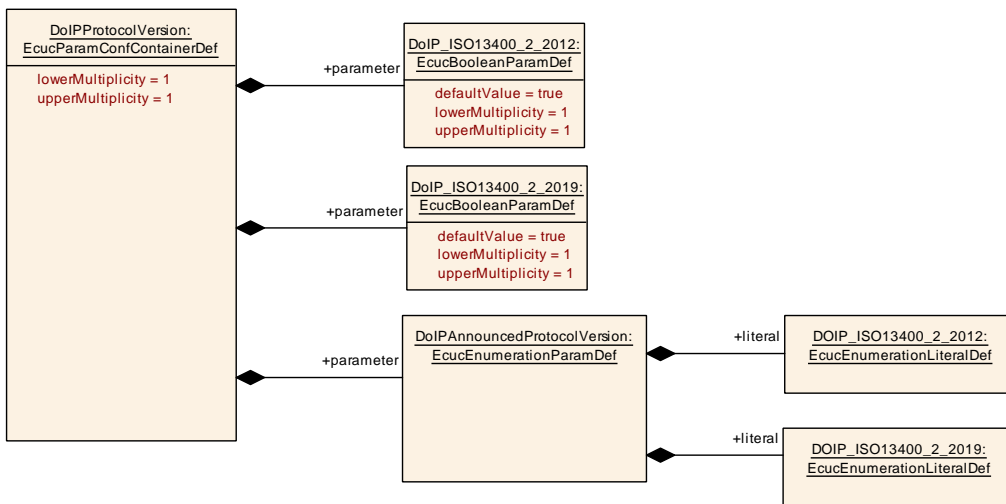 DoIPProtocolVersion:
EcucParamConfContainerDef
lowerMultiplicity = 1
upperMultiplicity = 1
+parameter
DoIP_ISO13400_2_2012:
EcucBooleanParamDef
defaultValue = true
lowerMultiplicity = 1
upperMultiplicity = 1
+parameter
DoIP_ISO13400_2_2019:
EcucBooleanParamDef
defaultValue = true
lowerMultiplicity = 1
upperMultiplicity = 1
+parameter
DoIPAnnouncedProtocolVersion:
EcucEnumerationParamDef
+literal
DOIP_ISO13400_2_2012:
EcucEnumerationLiteralDef
+literal
DOIP_ISO13400_2_2019:
EcucEnumerationLiteralDef